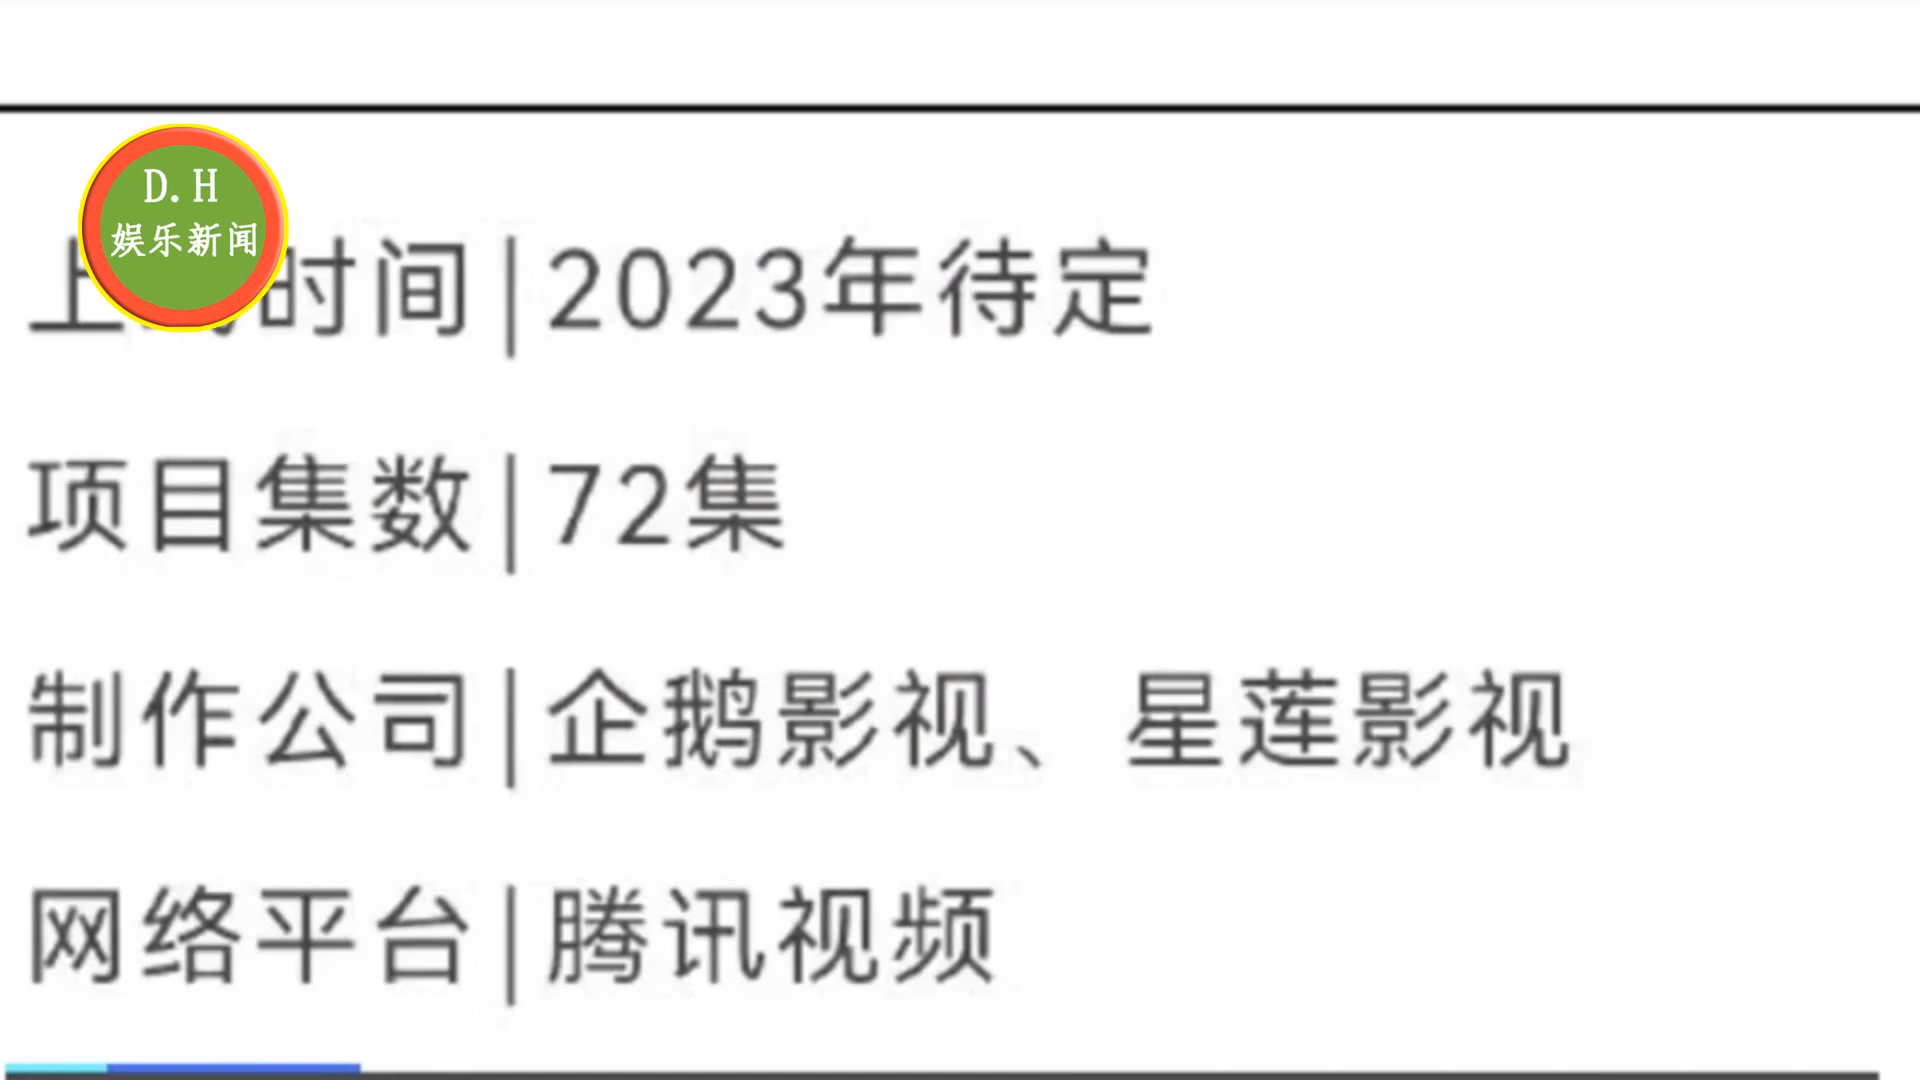 D.H
娱乐新闻
上 时间|2023年待定
项目集数|72集
制作公司|企鹅影视、星莲影视
网络平台|腾讯视频